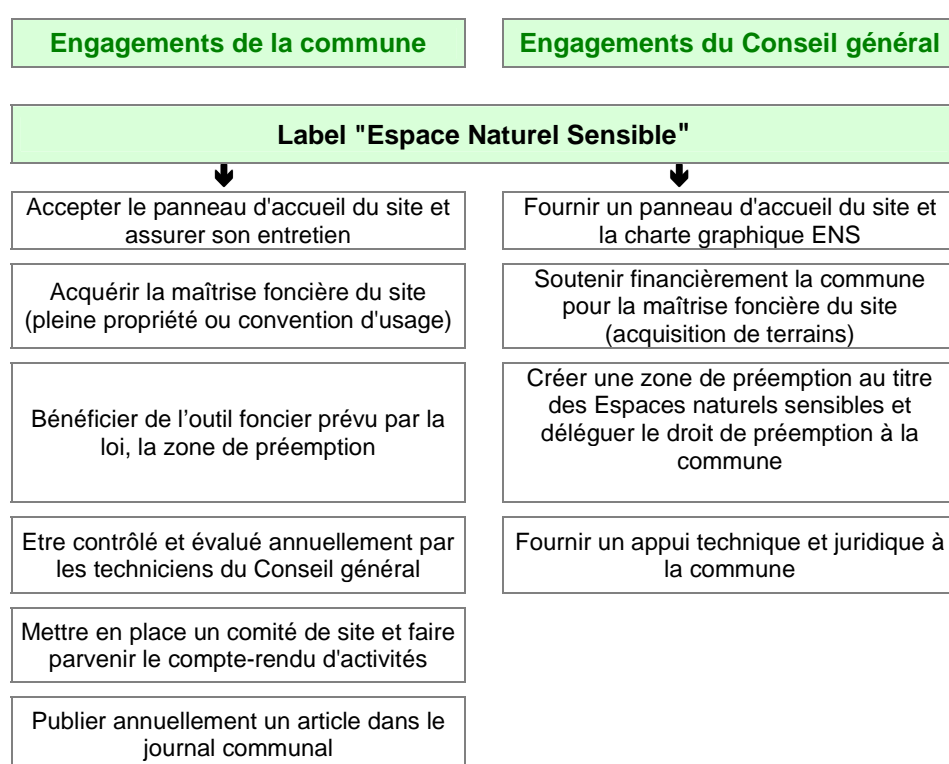 Engagements de la commune
Engagements du Conseil général
Label "Espace Naturel Sensible"
Accepter le panneau d'accueil du site et
assurer son entretien
Fournir un panneau d'accueil du site et
la charte graphique ENS
Acquérir la maîtrise foncière du site
(pleine propriété ou convention d'usage)
Soutenir financièrement la commune
pour la maîtrise foncière du site
(acquisition de terrains)
Bénéficier de l’outil foncier prévu par la
loi, la zone de préemption
Créer une zone de préemption au titre
des Espaces naturels sensibles et
déléguer le droit de préemption à la
commune
Etre contrôlé et évalué annuellement par
les techniciens du Conseil général
Fournir un appui technique et juridique à
la commune
Mettre en place un comité de site et faire
parvenir le compte-rendu d'activités
Publier annuellement un article dans le
journal communal